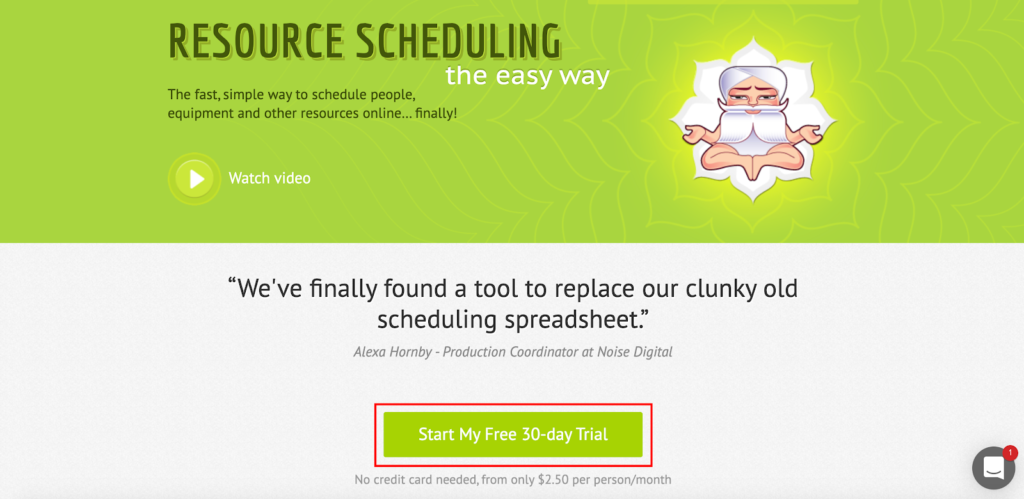 RESOURCE SCHEDULING
the easy way
The fast, simple way to schedule people,
equipment and other resources online... finally!
Watch video
“We've finally found a tool to replace our clunky old
scheduling spreadsheet.”
Alexa Hornby - Production Coordinator at Noise Digital
Start My Free 30-day Trial
No credit card needed, from only $2.50 per person/month
1